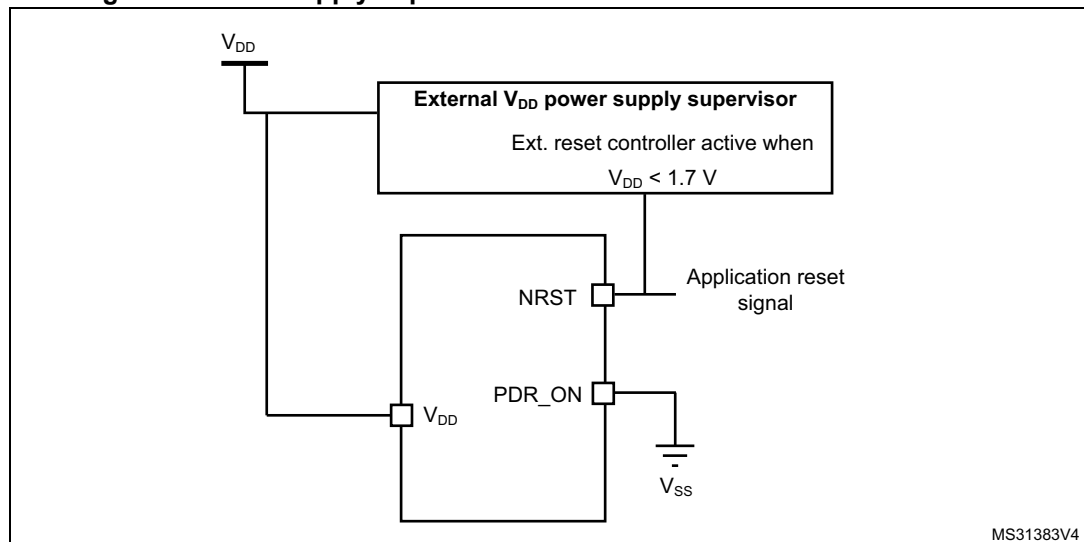 V_DD
External V_DD power supply supervisor
Ext. reset controller active when
V_DD < 1.7 V
NRST
Application reset
signal
PDR_ON
V_DD
V_SS
MS31383V4